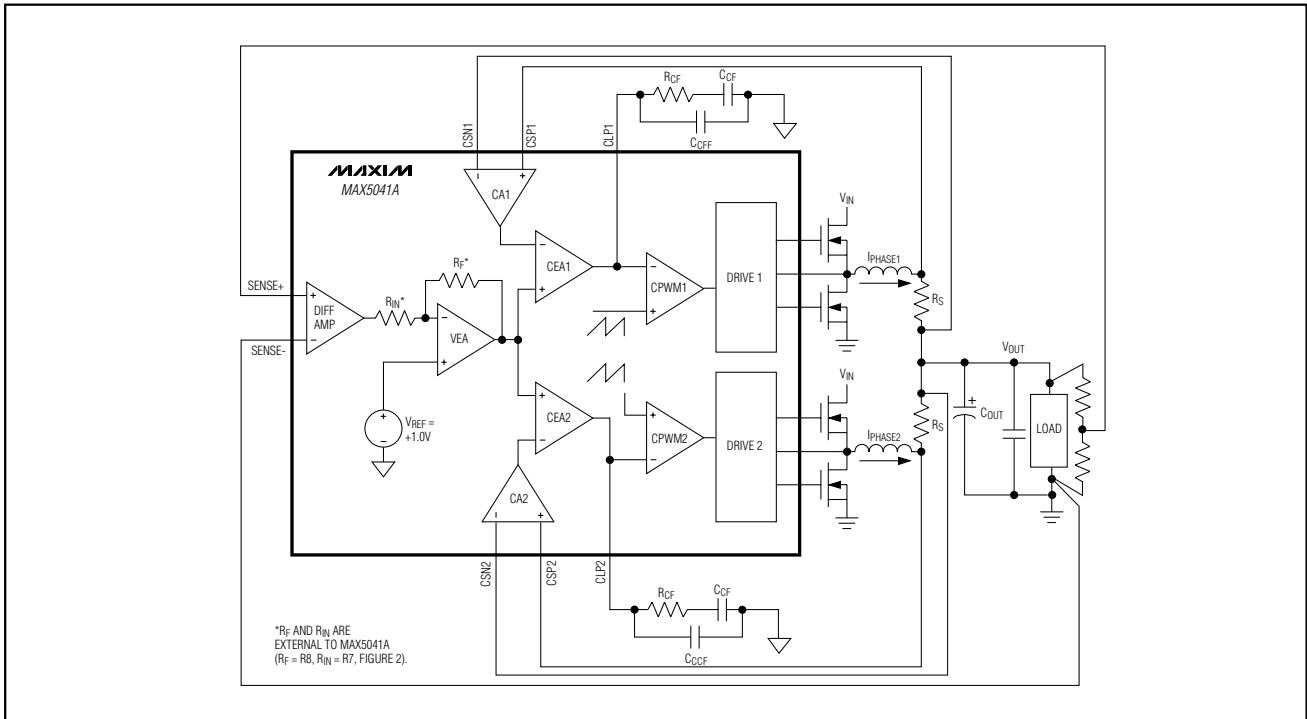 RCF
CCF
CCFF
CSN1
CSP1
CLP1
MAXIM
MAX5041A
CA1
VIN
RF*
CEA1
CPWM1
DRIVE 1
IPHASE1
SENSE+
RIN*
DIFF
AMP
RS
VEA
SENSE-
VOUT
VIN
VREF =
+1.0V
CEA2
CPWM2
DRIVE 2
IPHASE2
RS
COUT
LOAD
CA2
CSN2
CSP2
CLP2
RCF
CCF
CCCF
*RF AND RIN ARE
EXTERNAL TO MAX5041A
(RF = R8, RIN = R7, FIGURE 2).